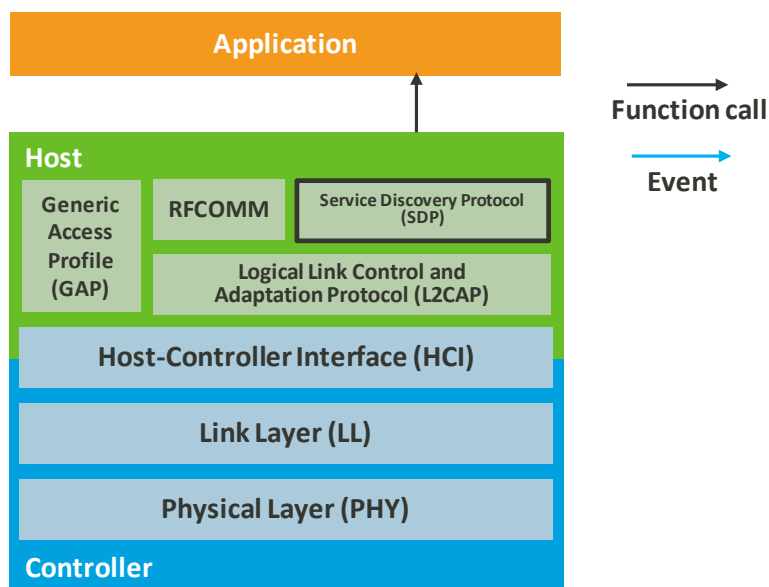 Application
Function call
Event
Host
Generic
Access
Profile
(GAP)
RFCOMM
Service Discovery Protocol
(SDP)
Logical Link Control and
Adaptation Protocol (L2CAP)
Host-Controller Interface (HCI)
Link Layer (LL)
Physical Layer (PHY)
Controller